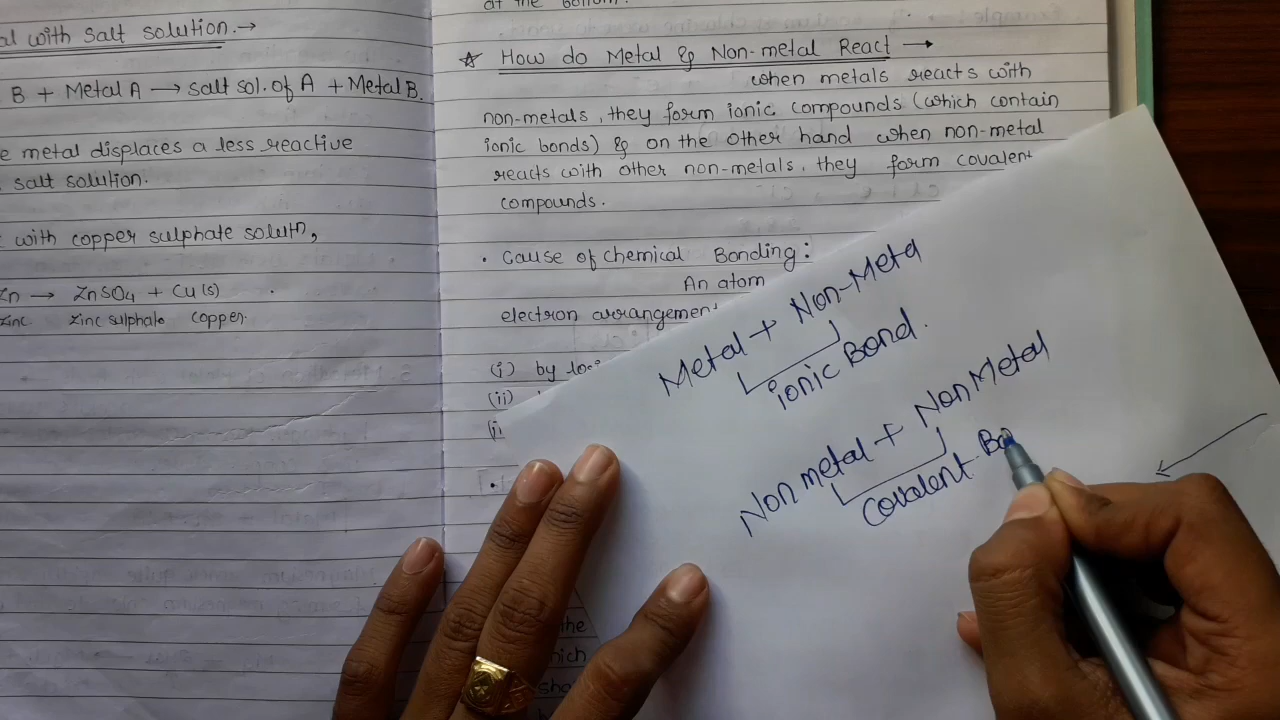 al with salt solution.→
B + Metal A → salt sol. of A + Metal B.
e metal displaces a less reactive
salt solution.
with copper sulphate solutn,
Zn → ZnSO4 + Cu(s)
zinc Zinc sulphate copper.
at the bottom.
☆ How do Metal & Non-metal React →
when metals reacts with
non-metals, they form ionic compounds (which contain
ionic bonds) & on the other hand when non-metal
reacts with other non-metals, they form covalent
compounds.
• Cause of chemical Bonding:
An atom
electron arrangement
(i) by
(ii)
the
Metal + Non-Metal
ionic Bond.
Non metal + Non Metal
Covalent Bo